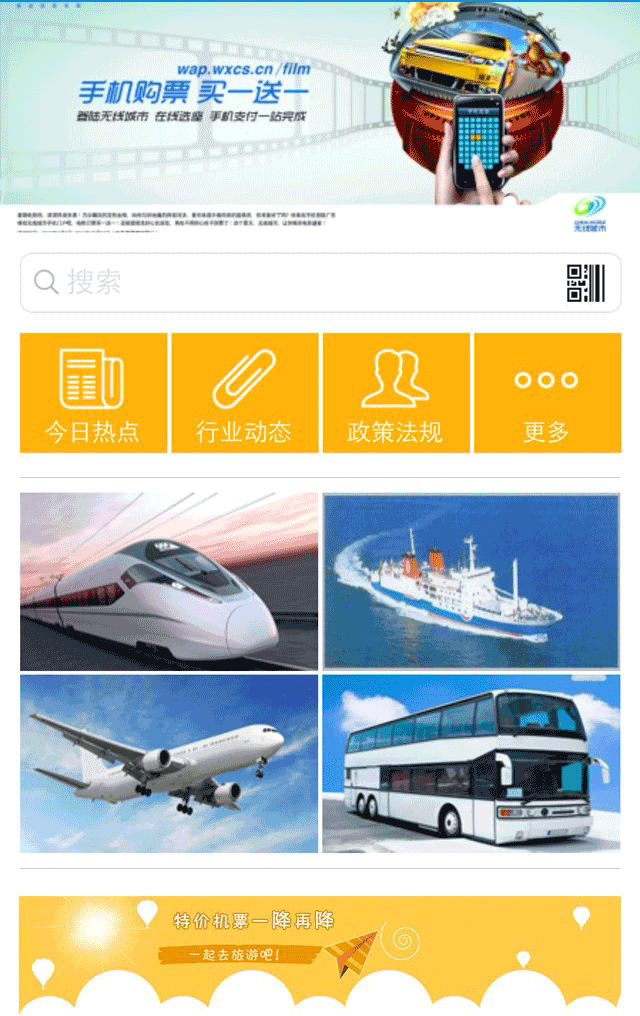 wap.wxcs.cn/film
手机购票 买一送一
登陆无线城市 在线选座 手机支付一站完成
无线城市
搜索
今日热点 行业动态 政策法规 更多
特价机票一降再降
一起去旅游吧!